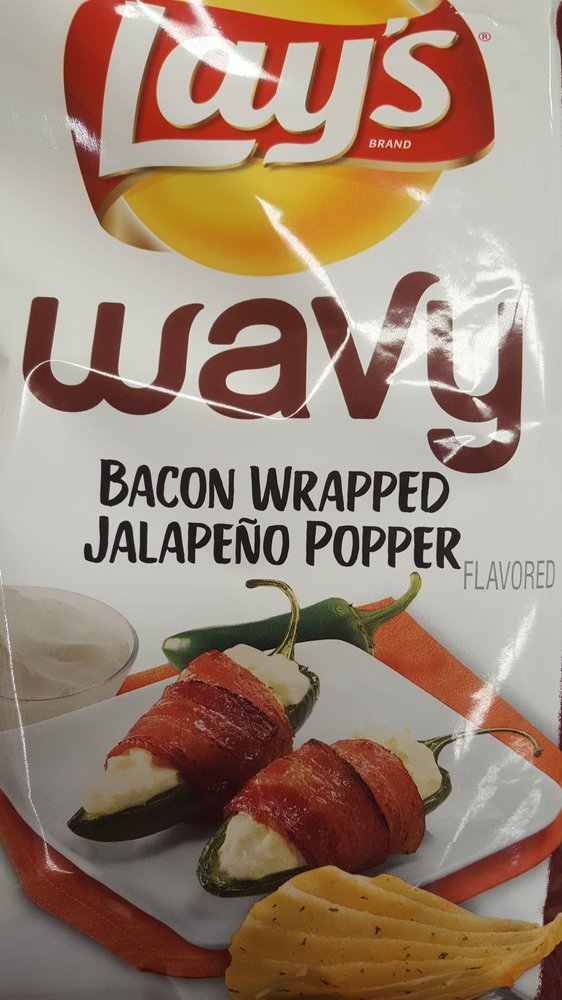 Lay's
®
BRAND
wavy
BACON WRAPPED
JALAPEÑO POPPER
FLAVORED